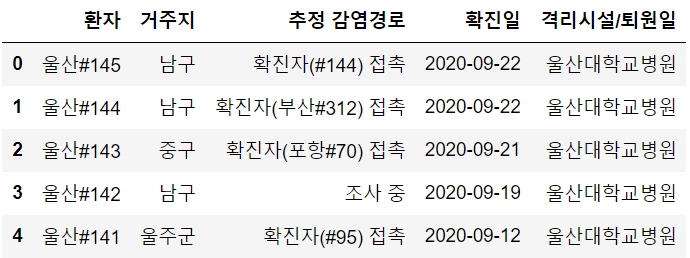 환자 거주지 추정 감염경로 확진일 격리시설/퇴원일
0 울산#145 남구 확진자(#144) 접촉 2020-09-22 울산대학교병원
1 울산#144 남구 확진자(부산#312) 접촉 2020-09-22 울산대학교병원
2 울산#143 중구 확진자(포항#70) 접촉 2020-09-21 울산대학교병원
3 울산#142 남구 조사 중 2020-09-19 울산대학교병원
4 울산#141 울주군 확진자(#95) 접촉 2020-09-12 울산대학교병원